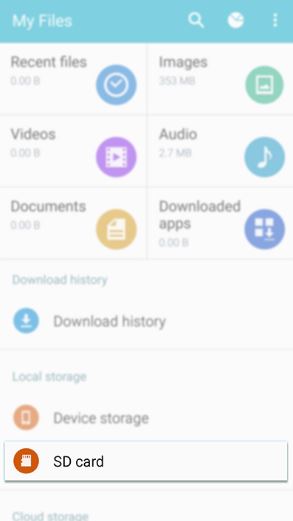 My Files
Recent files
0.00 B
Images
353 MB
Videos
0.00 B
Audio
2.7 MB
Documents
0.00 B
Downloaded
apps
0.00 B
Download history
Download history
Local storage
Device storage
SD card
Cloud storage